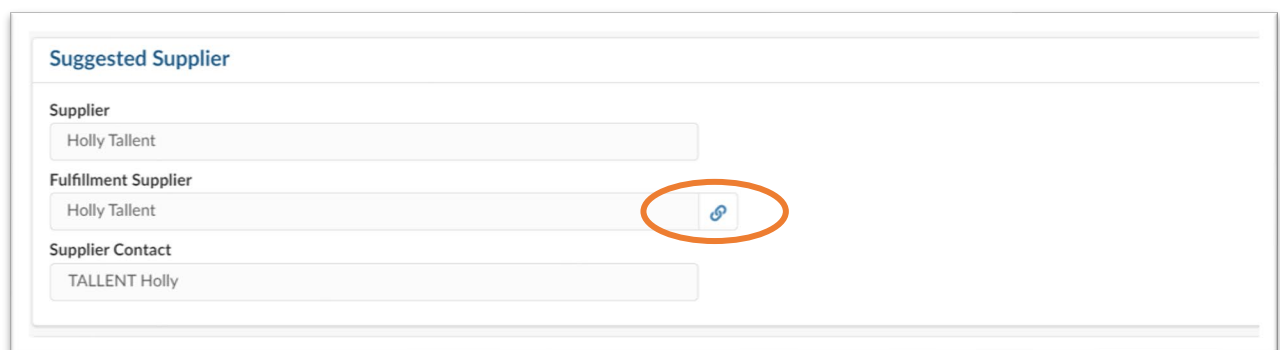 Suggested Supplier
Supplier
Holly Tallent
Fulfillment Supplier
Holly Tallent
Supplier Contact
TALLENT Holly